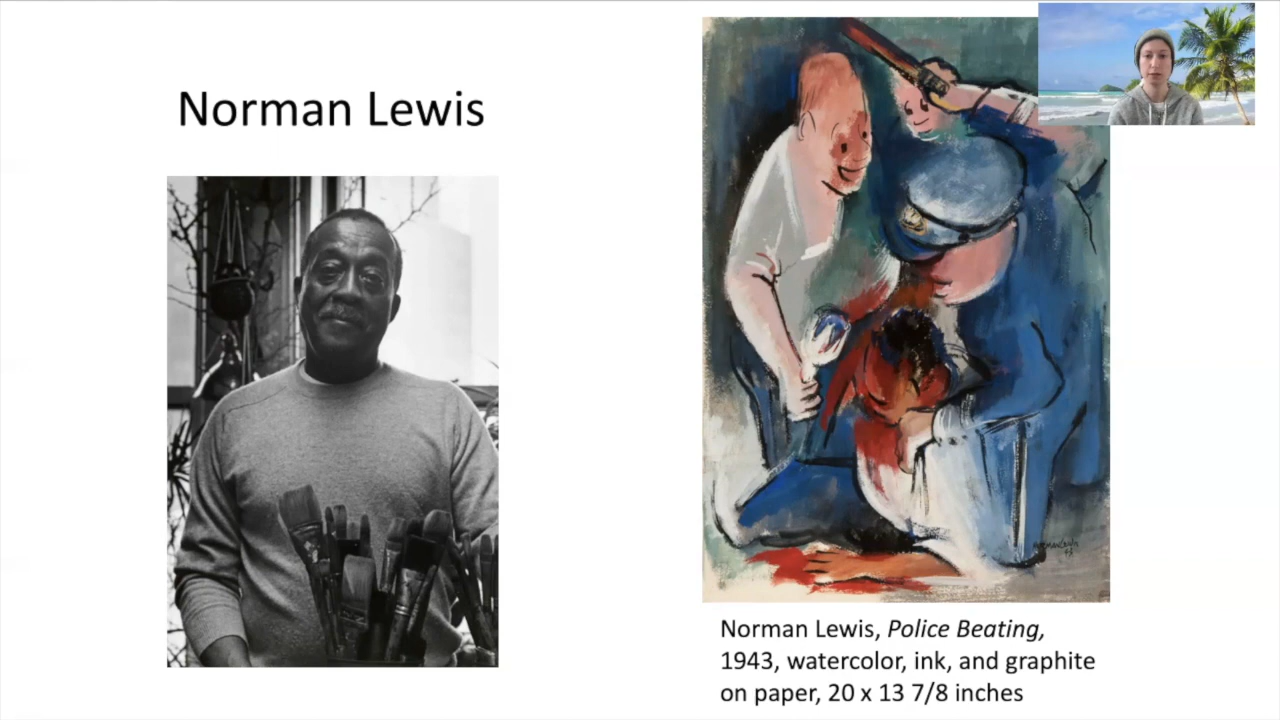 Norman Lewis
Norman Lewis, Police Beating,
1943, watercolor, ink, and graphite
on paper, 20 x 13 7/8 inches